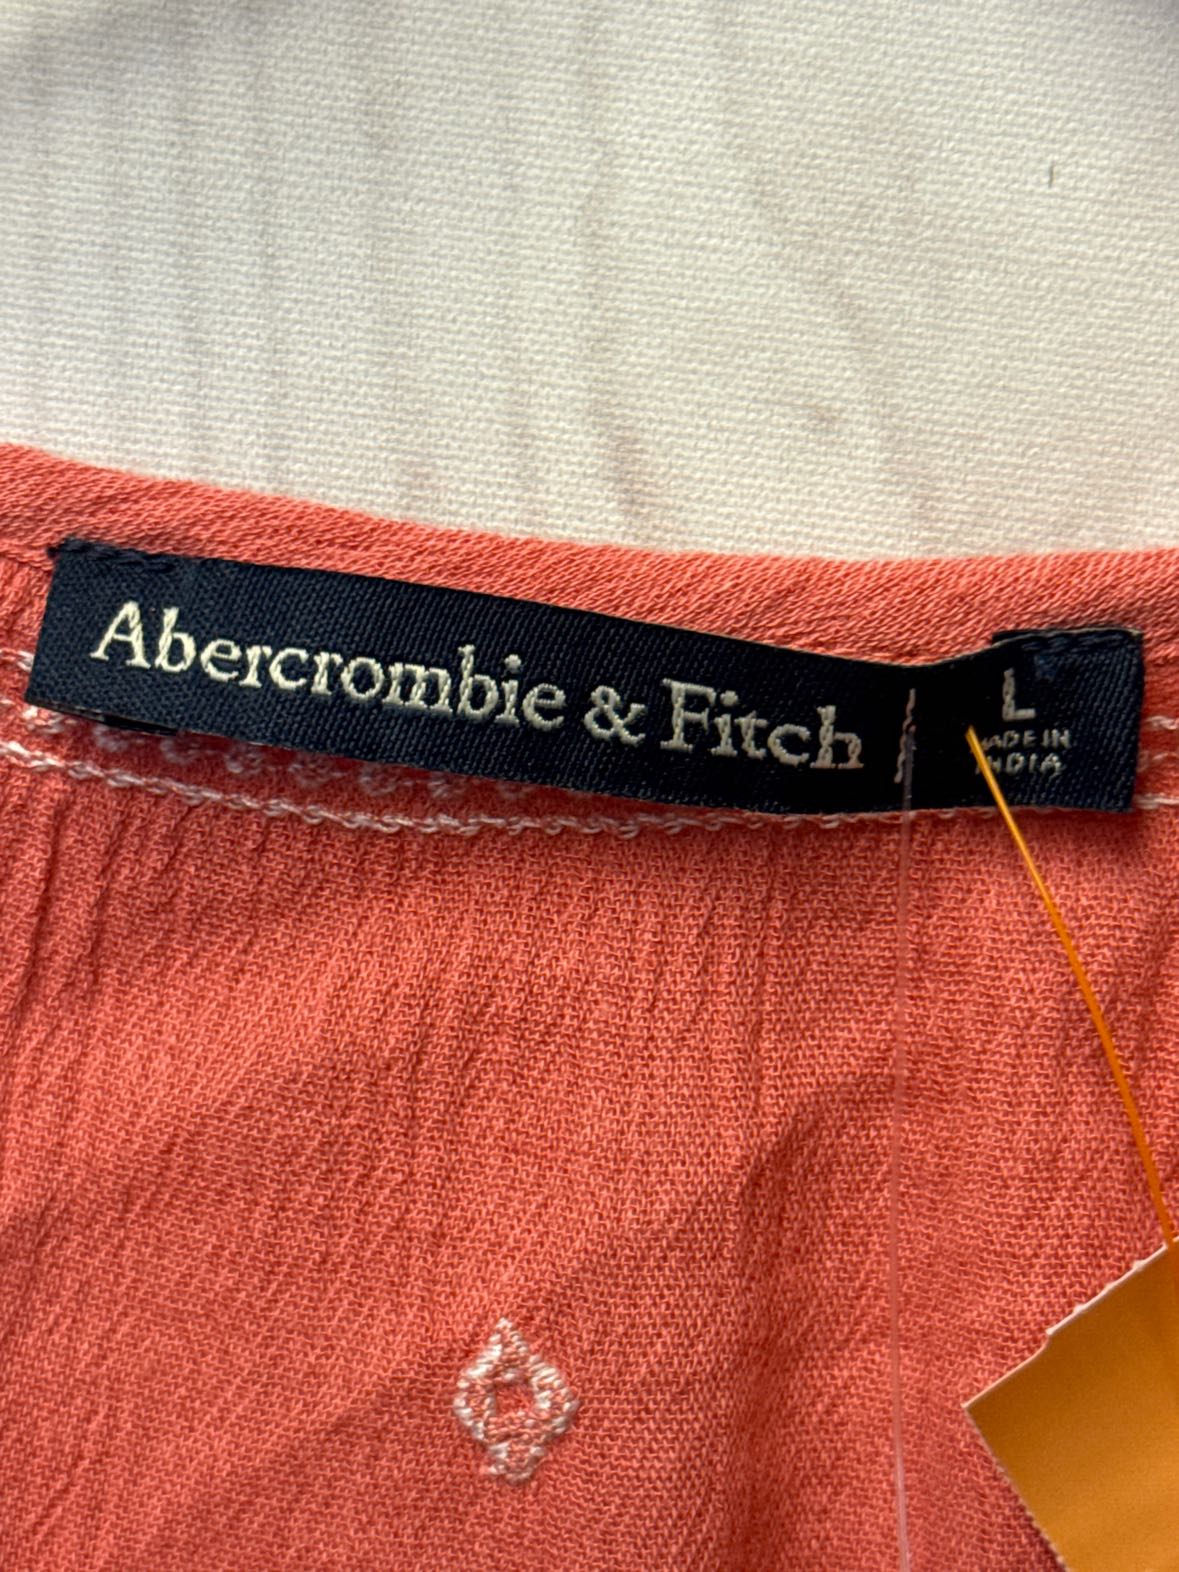 Abercrombie & Fitch
L
MADE IN
INDIA